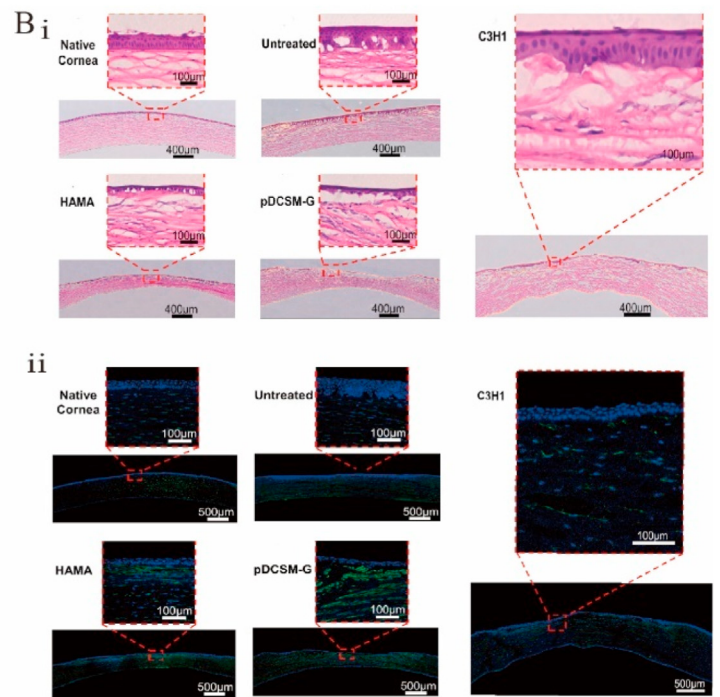 B i
Native
Cornea
100μm
400μm
Untreated
100μm
400μm
C3H1
100μm
400μm
HAMA
100μm
400μm
pDCSM-G
100μm
400μm
ii
Native
Cornea
100μm
500μm
Untreated
100μm
500μm
C3H1
100μm
500μm
HAMA
100μm
500μm
pDCSM-G
100μm
500μm